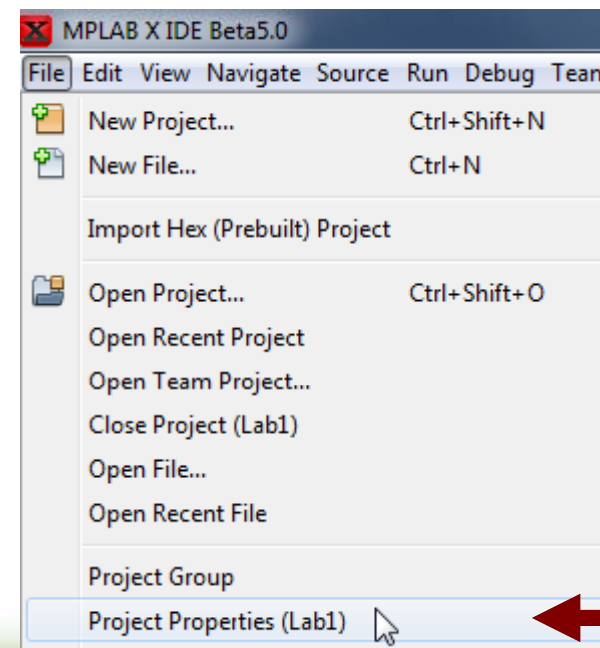 MPLAB X IDE Beta5.0
File Edit View Navigate Source Run Debug Team
New Project... Ctrl+Shift+N
New File... Ctrl+N
Import Hex (Prebuilt) Project
Open Project... Ctrl+Shift+O
Open Recent Project
Open Team Project...
Close Project (Lab1)
Open File...
Open Recent File
Project Group
Project Properties (Lab1)